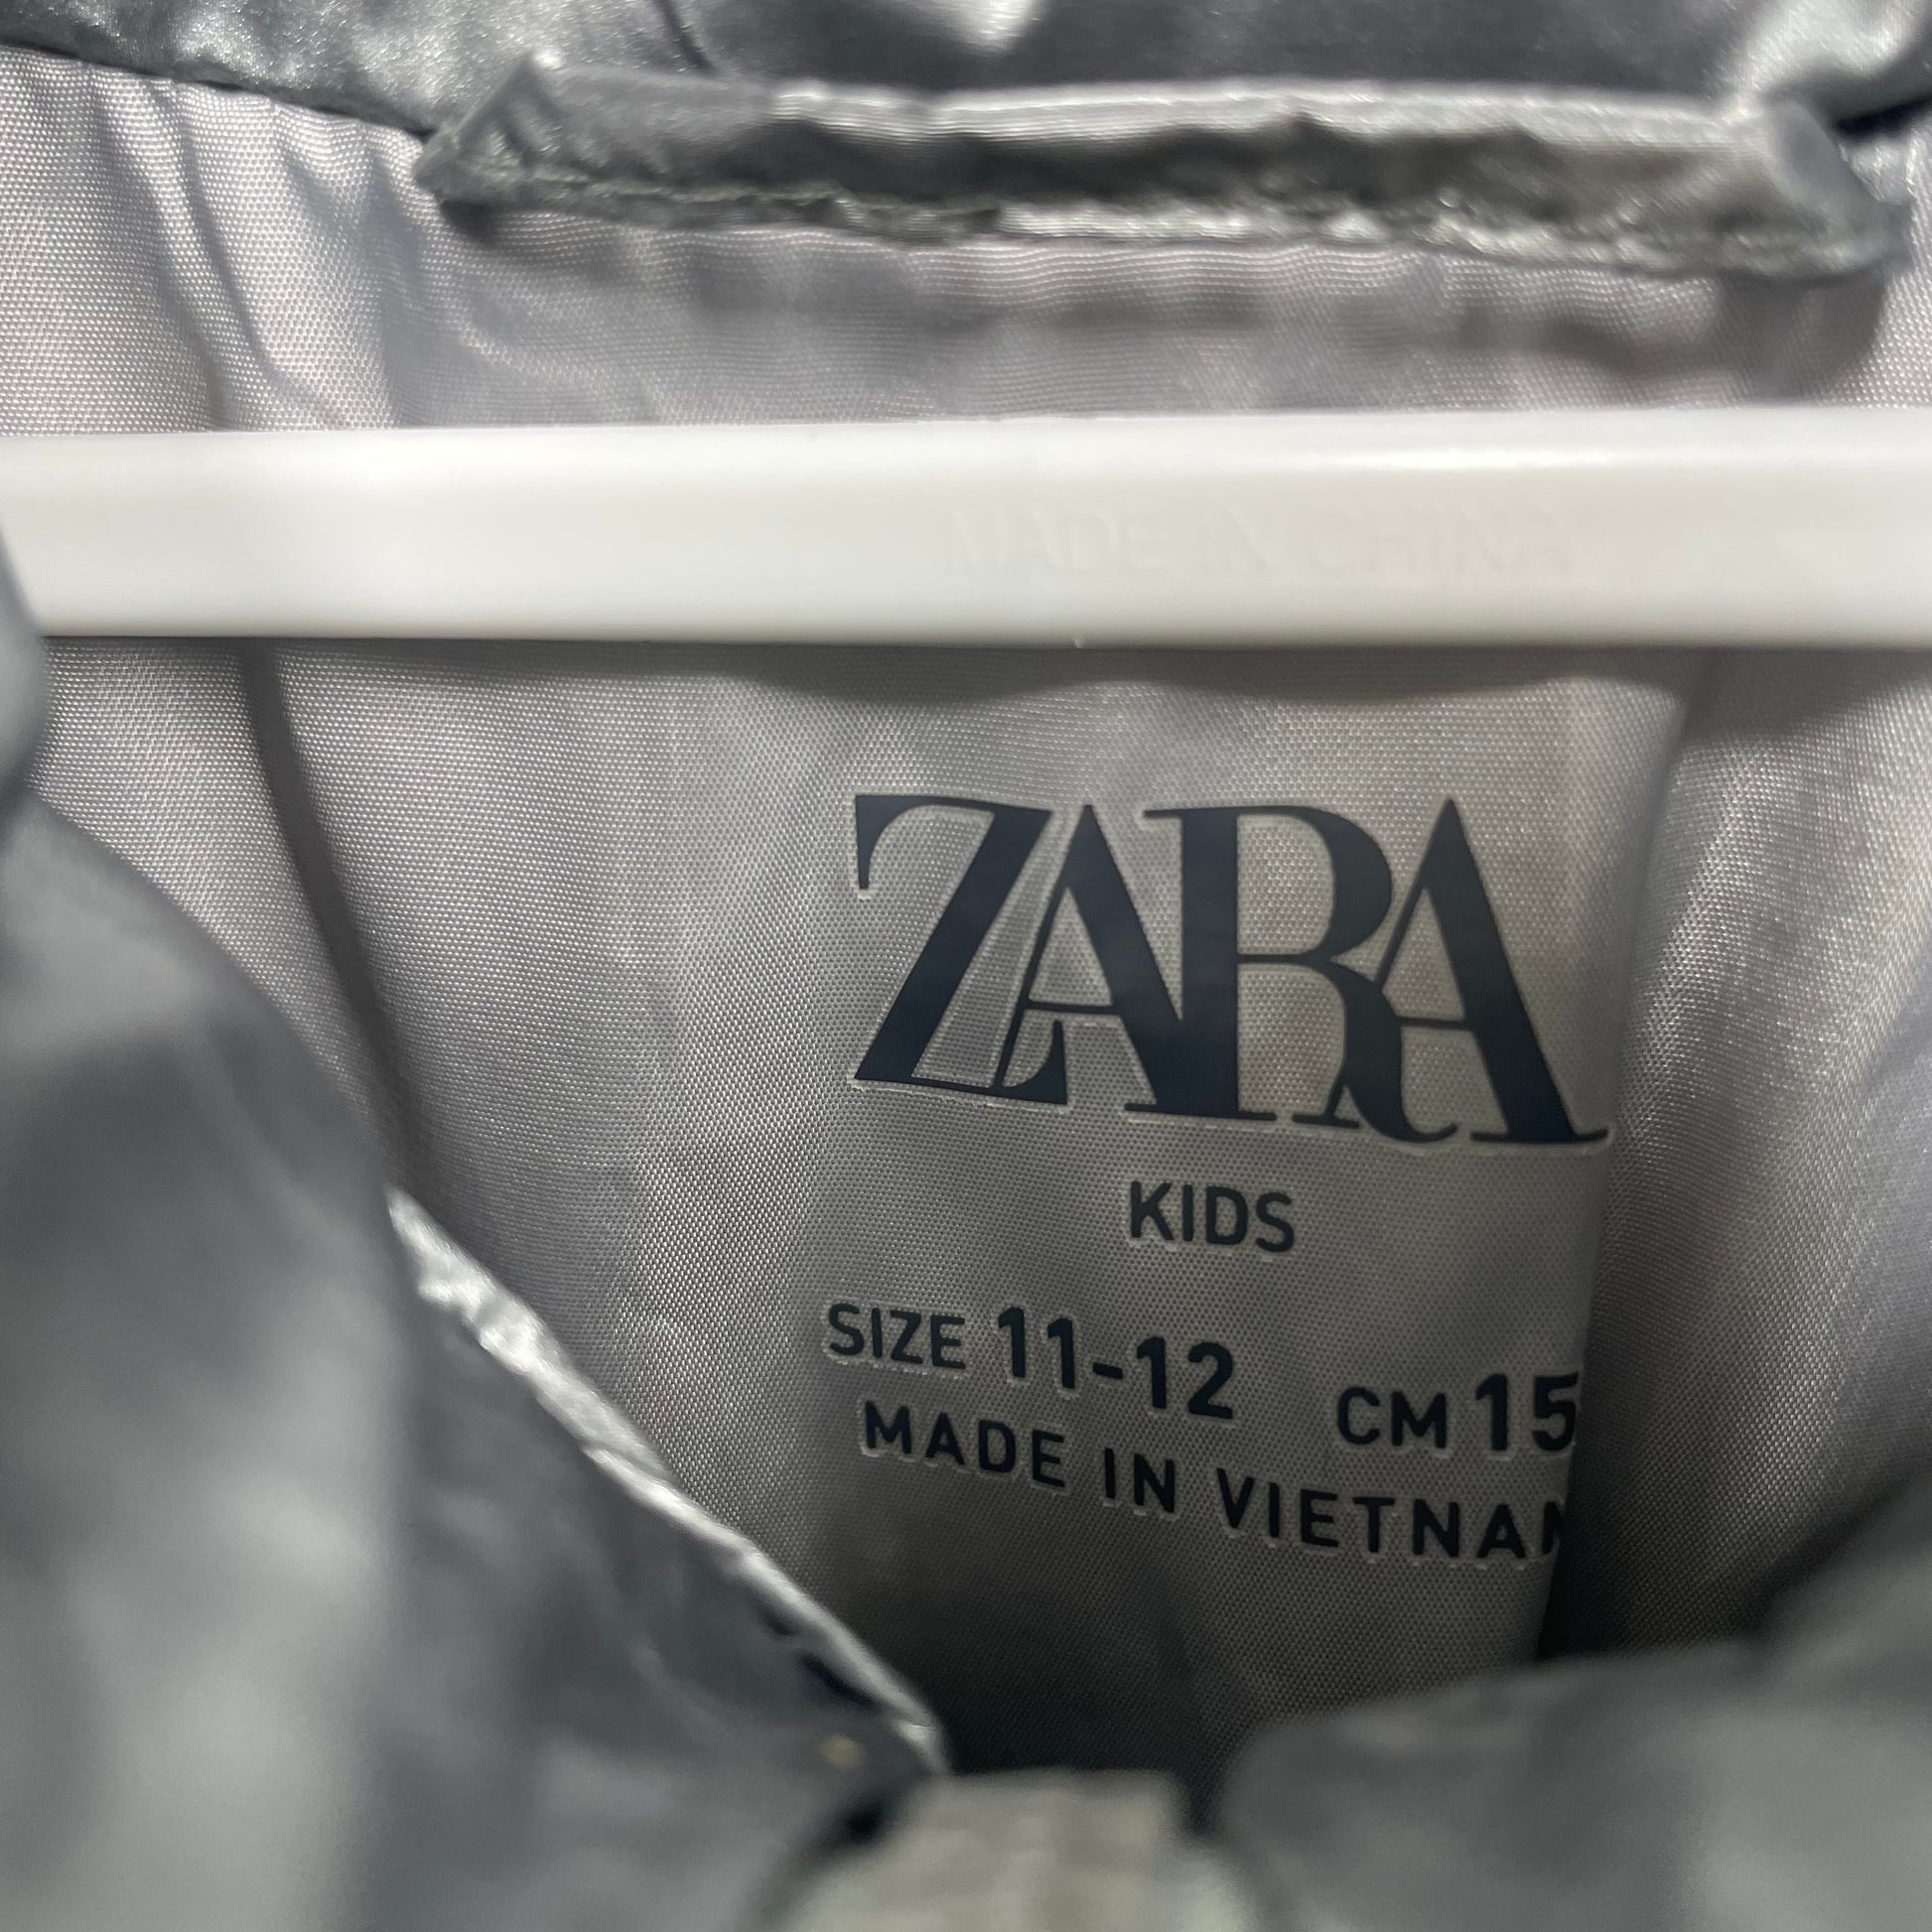 MADE IN CHINA
ZARA
KIDS
SIZE 11-12 CM 15
MADE IN VIETNAM